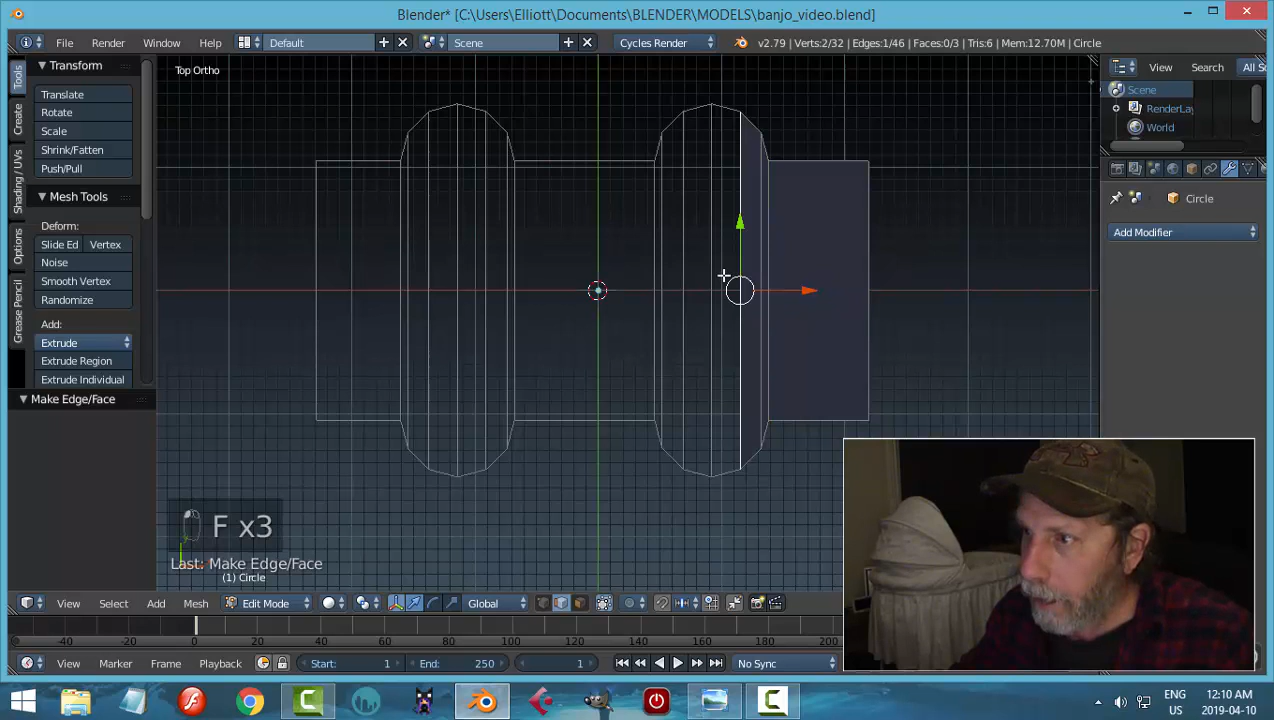 Blender* [C:\Users\Elliott\Documents\BLENDER\MODELS\banjo_video.blend]
File Render Window Help Default Scene Cycles Render v2.79 | Verts:2/32 | Edges:1/46 | Faces:0/3 | Tris:6 | Mem:12.70M | Circle
View Search All Sc
Transform
Translate
Rotate
Scale
Shrink/Fatten
Push/Pull
Mesh Tools
Deform:
Slide Ed Vertex
Noise
Smooth Vertex
Randomize
Add:
Extrude
Extrude Region
Extrude Individual
Make Edge/Face
Tools
Create
Shading / UVs
Options
Grease Pencil
Top Ortho
Scene
RenderLay
World
Circle
Add Modifier
F x3
Last: Make Edge/Face
(1) Circle
View Select Add Mesh Edit Mode Global
-40 -20 0 20 40 60 80 100 120 140 160 180 200
View Marker Frame Playback Start: 1 End: 250 1 No Sync
ENG
US
12:10 AM
2019-04-10